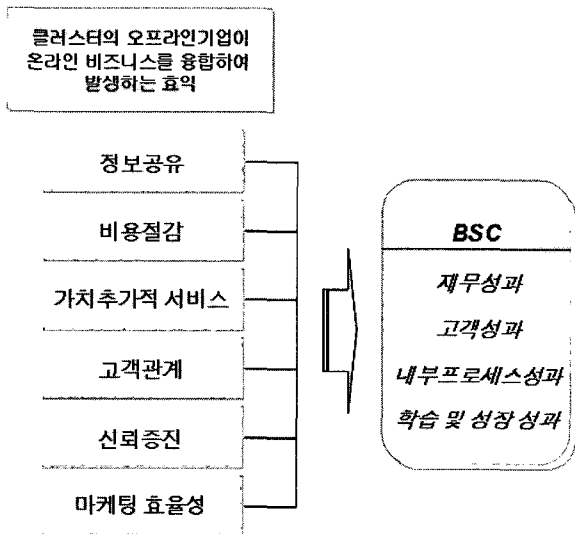 클러스터의 오프라인기업이
온라인 비즈니스를 융합하여
발생하는 효익
정보공유
비용절감
가치추가적 서비스
고객관계
신뢰증진
마케팅 효율성
BSC
재무성과
고객성과
내부프로세스성과
학습 및 성장 성과